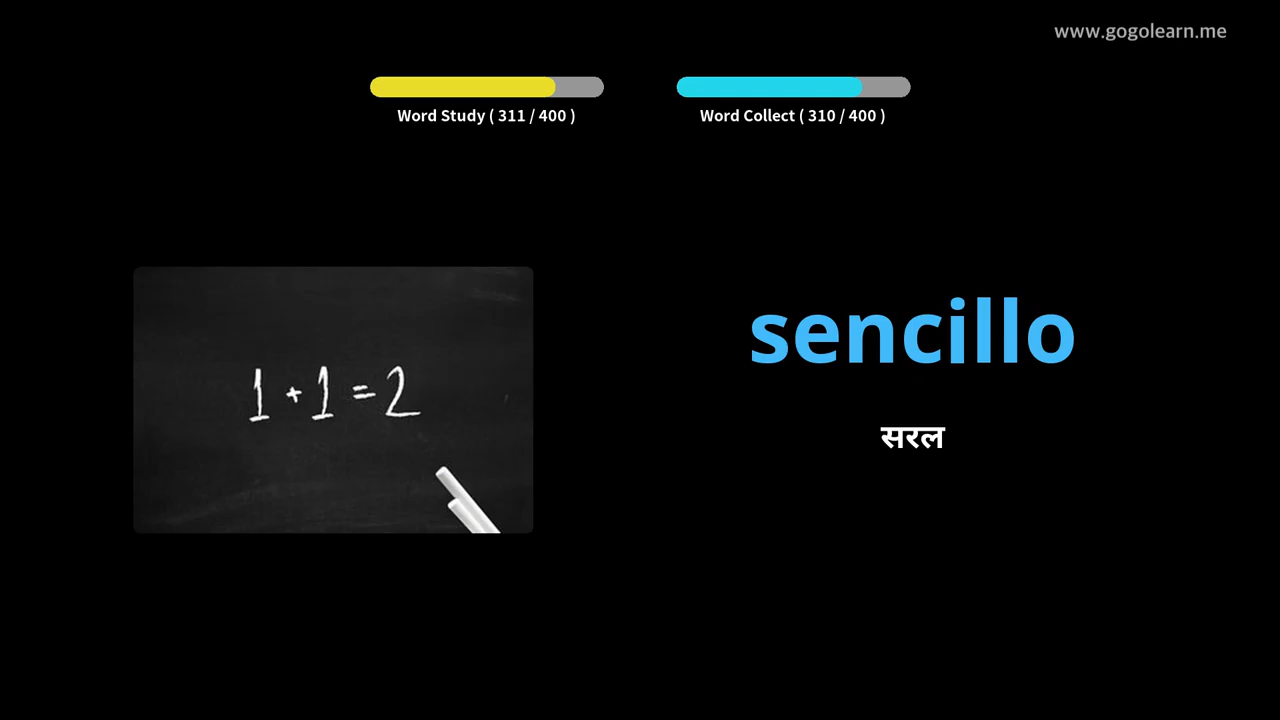 www.gogolearn.me
Word Study ( 311 / 400 )
Word Collect ( 310 / 400 )
1 + 1 = 2
sencillo
सरल